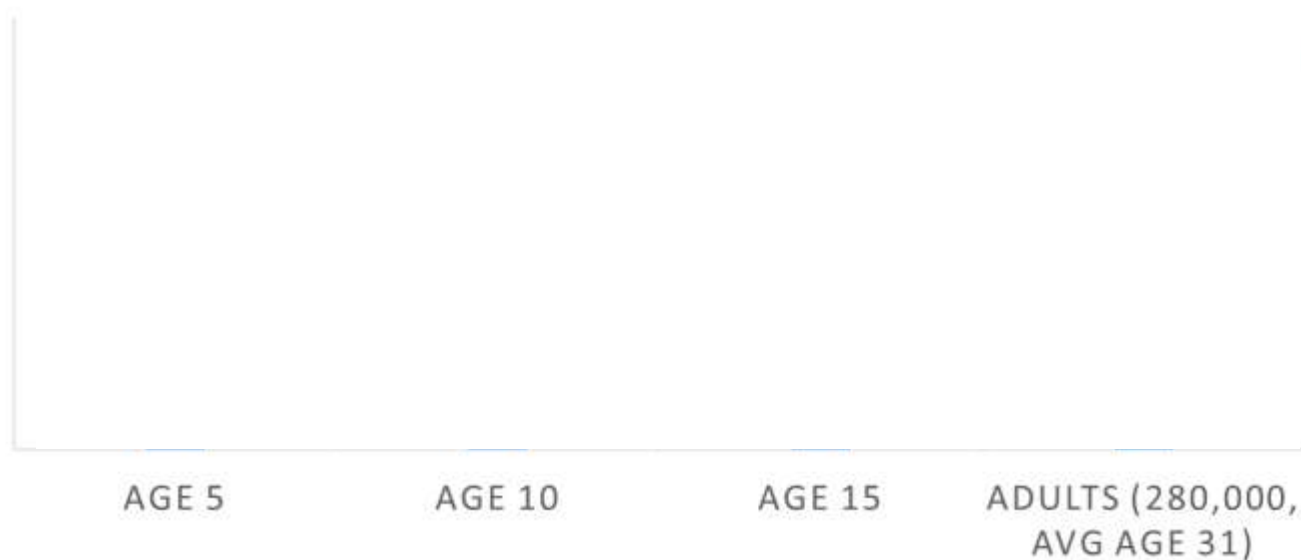 AGE 5
AGE 10
AGE 15
ADULTS (280,000,
AVG AGE 31)